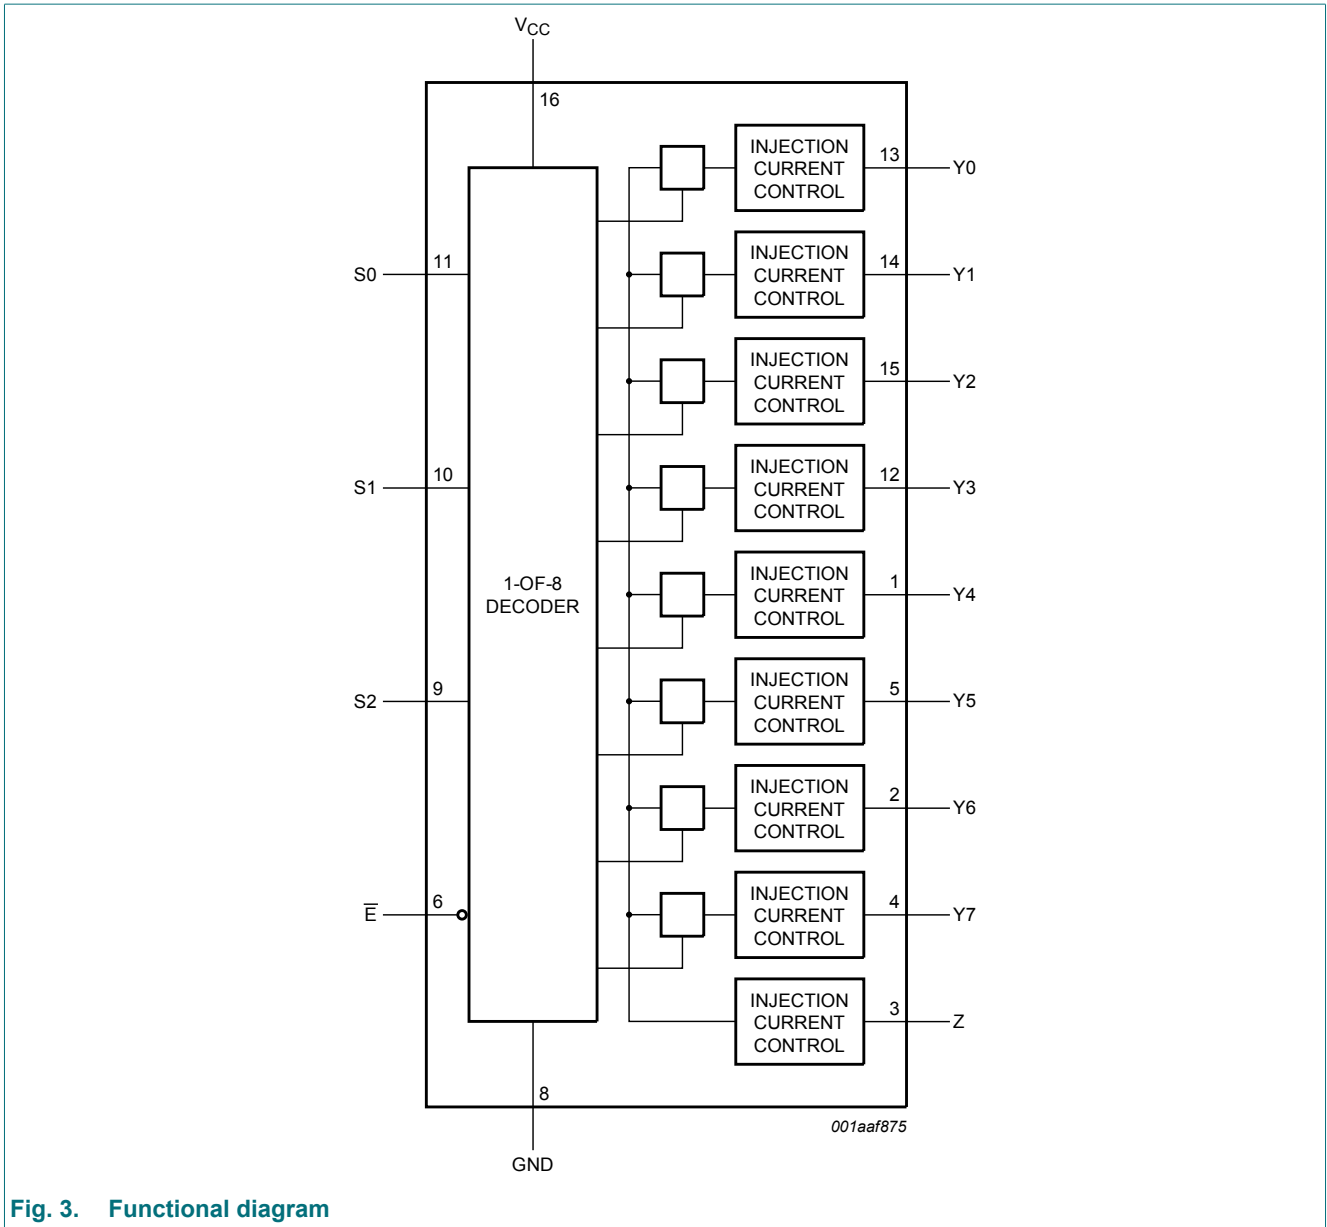 VCC
16
INJECTION
CURRENT
CONTROL
13
Y0
S0
11
INJECTION
CURRENT
CONTROL
14
Y1
INJECTION
CURRENT
CONTROL
15
Y2
S1
10
INJECTION
CURRENT
CONTROL
12
Y3
1-OF-8
DECODER
INJECTION
CURRENT
CONTROL
1
Y4
S2
9
INJECTION
CURRENT
CONTROL
5
Y5
INJECTION
CURRENT
CONTROL
2
Y6
E̅
6
INJECTION
CURRENT
CONTROL
4
Y7
INJECTION
CURRENT
CONTROL
3
Z
8
GND
001aaf875
Fig. 3. Functional diagram